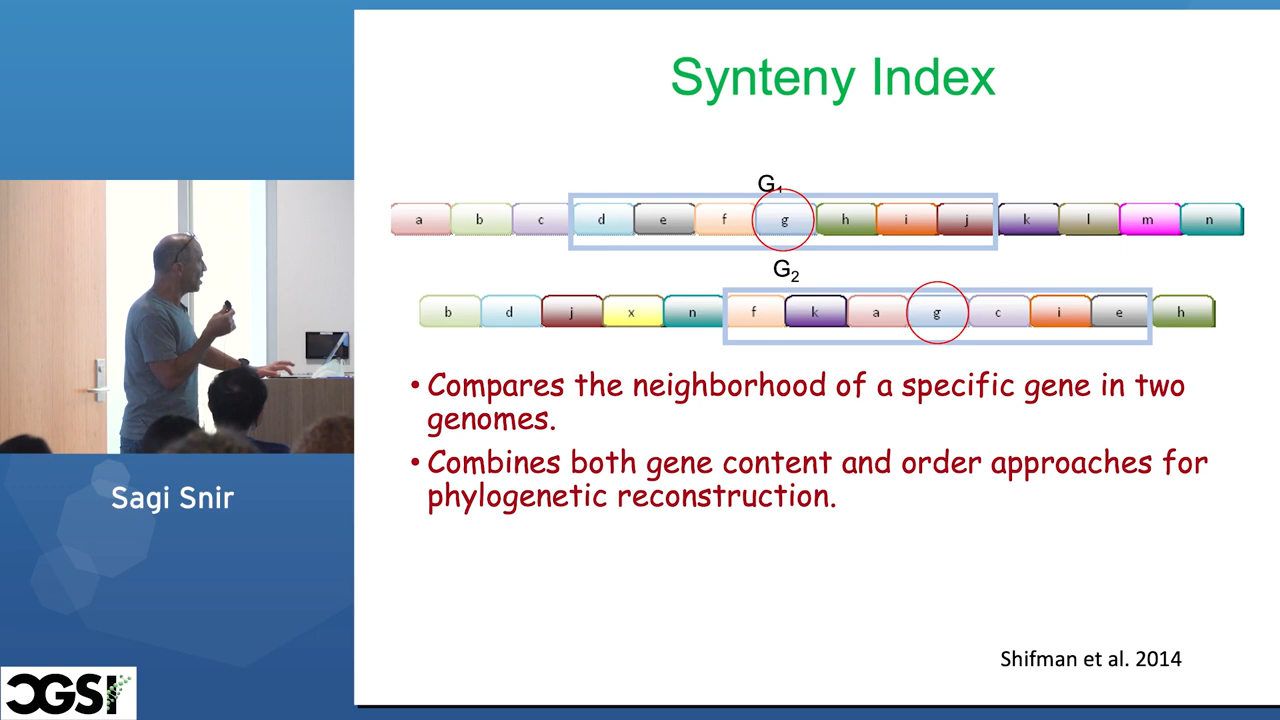 Synteny Index
G₁
a b c d e f g h i j k l m n
G₂
b d j x n f k a g c i e h
• Compares the neighborhood of a specific gene in two
genomes.
• Combines both gene content and order approaches for
phylogenetic reconstruction.
Shifman et al. 2014
Sagi Snir
CGSI